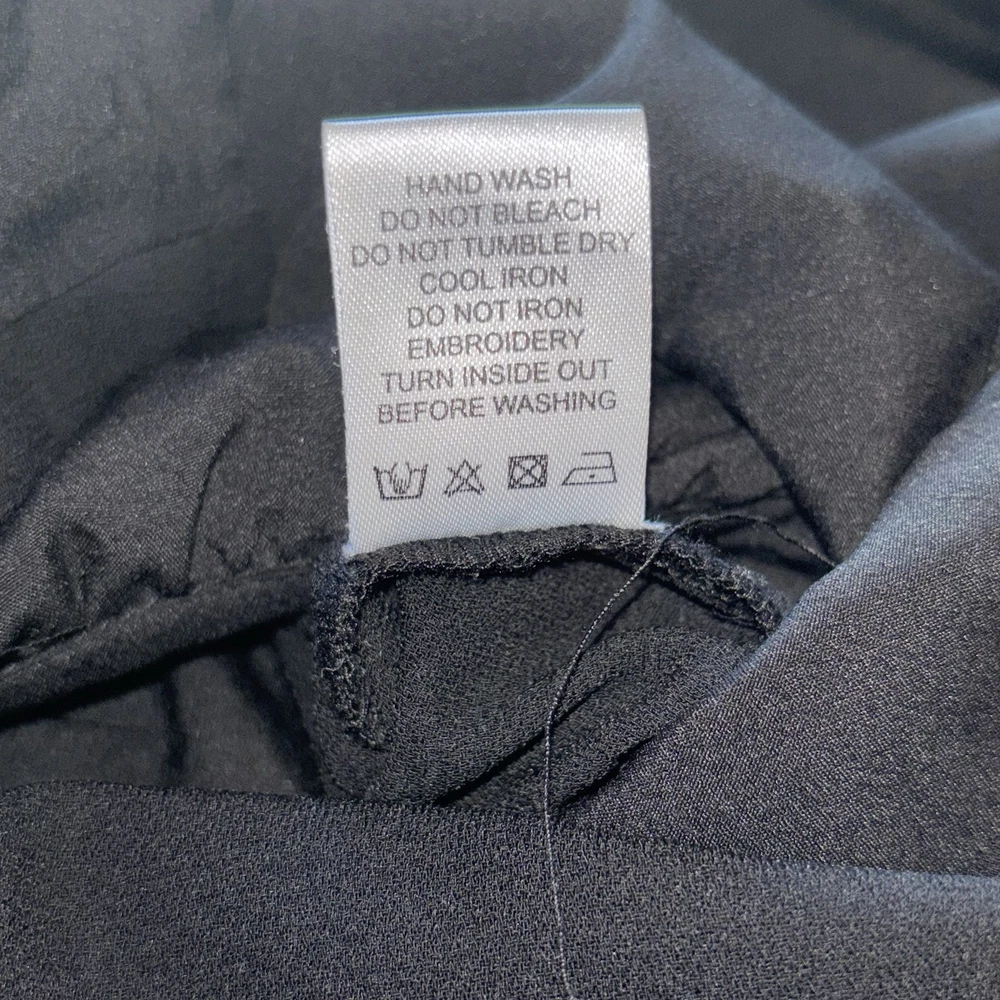 HAND WASH
DO NOT BLEACH
DO NOT TUMBLE DRY
COOL IRON
DO NOT IRON
EMBROIDERY
TURN INSIDE OUT
BEFORE WASHING